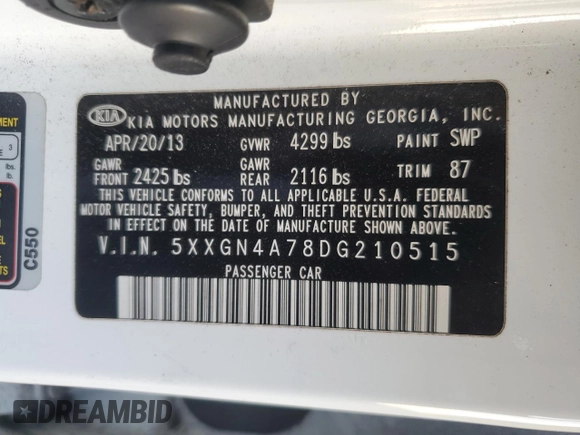 MANUFACTURED BY
KIA KIA MOTORS MANUFACTURING GEORGIA, INC.
APR/20/13 GVWR 4299 lbs PAINT SWP
GAWR FRONT 2425 lbs GAWR REAR 2116 lbs TRIM 87
THIS VEHICLE CONFORMS TO ALL APPLICABLE U.S.A. FEDERAL
MOTOR VEHICLE SAFETY, BUMPER, AND THEFT PREVENTION STANDARDS
IN EFFECT ON THE DATE OF MANUFACTURE SHOWN ABOVE.
V.I.N. 5XXGN4A78DG210515
PASSENGER CAR
C550
DREAMBID